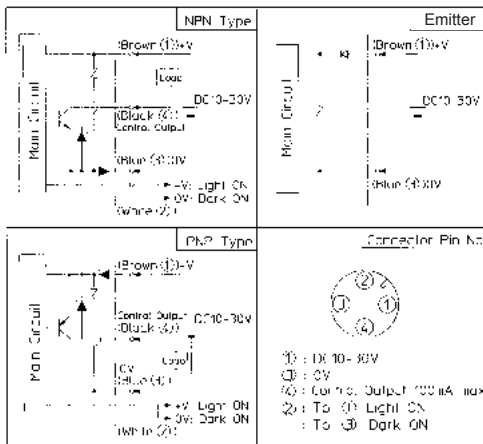 NPN Type
Main Circuit
(Brown ①)+V
Load
DC10-30V
(Black ④)
Control Output
(Blue ③)0V
+V: Light ON
0V: Dark ON
(White ②)
Emitter
Main Circuit
(Brown ①)+V
DC10-30V
(Blue ③)0V
PNP Type
Main Circuit
(Brown ①)+V
Control Output
(Black ④)
DC10-30V
Load
0V
(Blue ③)
+V: Light ON
0V: Dark ON
(White ②)
Connector Pin No
② ③ ① ④
① : DC10-30V
③ : 0V
④ : Control Output 100mA max
② : To ① Light ON
: To ③ Dark ON